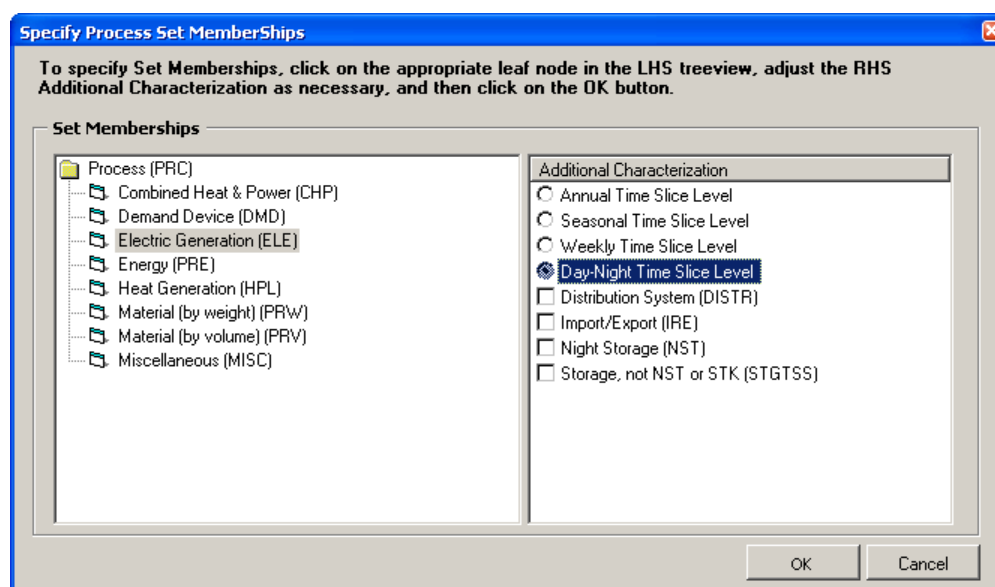 Specify Process Set MemberShips
To specify Set Memberships, click on the appropriate leaf node in the LHS treeview, adjust the RHS
Additional Characterization as necessary, and then click on the OK button.
Set Memberships
Process (PRC)
Combined Heat & Power (CHP)
Demand Device (DMD)
Electric Generation (ELE)
Energy (PRE)
Heat Generation (HPL)
Material (by weight) (PRW)
Material (by volume) (PRV)
Miscellaneous (MISC)
Additional Characterization
Annual Time Slice Level
Seasonal Time Slice Level
Weekly Time Slice Level
Day-Night Time Slice Level
Distribution System (DISTR)
Import/Export (IRE)
Night Storage (NST)
Storage, not NST or STK (STGTSS)
OK Cancel